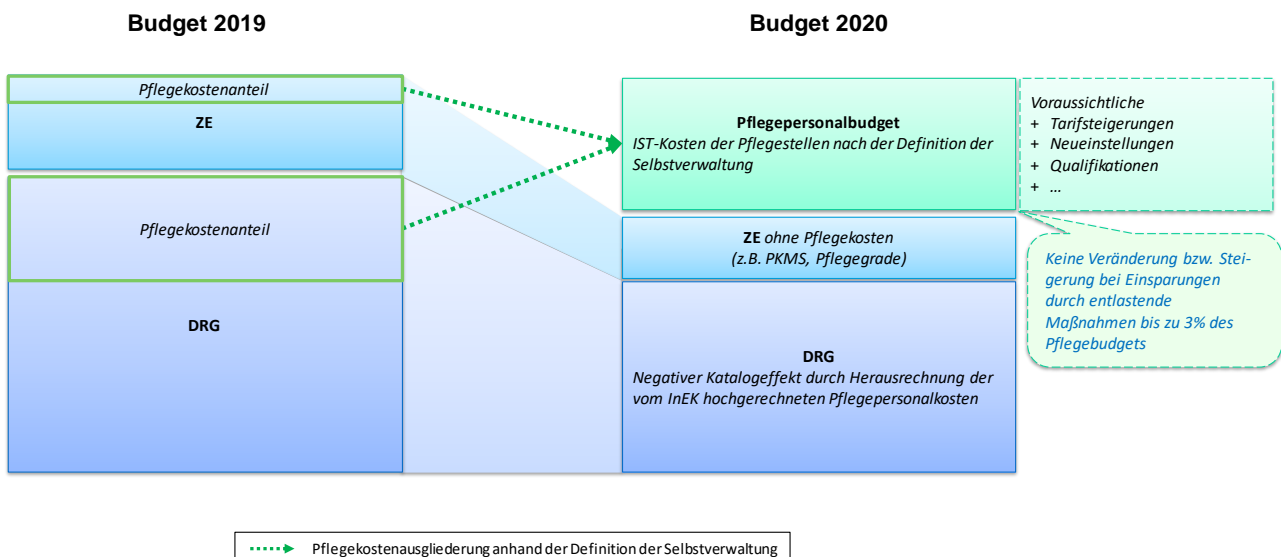 Budget 2019
Budget 2020
Pflegekostenanteil
ZE
Pflegekostenanteil
DRG
Pflegepersonalbudget
IST-Kosten der Pflegestellen nach der Definition der
Selbstverwaltung
ZE ohne Pflegekosten
(z.B. PKMS, Pflegegrade)
DRG
Negativer Katalogeffekt durch Herausrechnung der
vom InEK hochgerechneten Pflegepersonalkosten
Voraussichtliche
+ Tarifsteigerungen
+ Neueinstellungen
+ Qualifikationen
+ …
Keine Veränderung bzw. Stei-
gerung bei Einsparungen
durch entlastende
Maßnahmen bis zu 3% des
Pflegebudgets
Pflegekostenausgliederung anhand der Definition der Selbstverwaltung